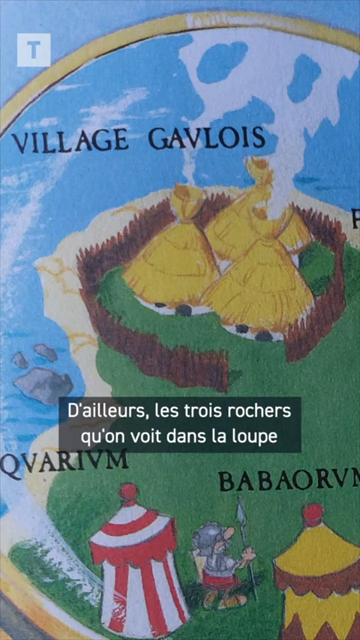 T
VILLAGE GAVLOIS
D'ailleurs, les trois rochers
qu'on voit dans la loupe
QVARIVM
BABAORVM